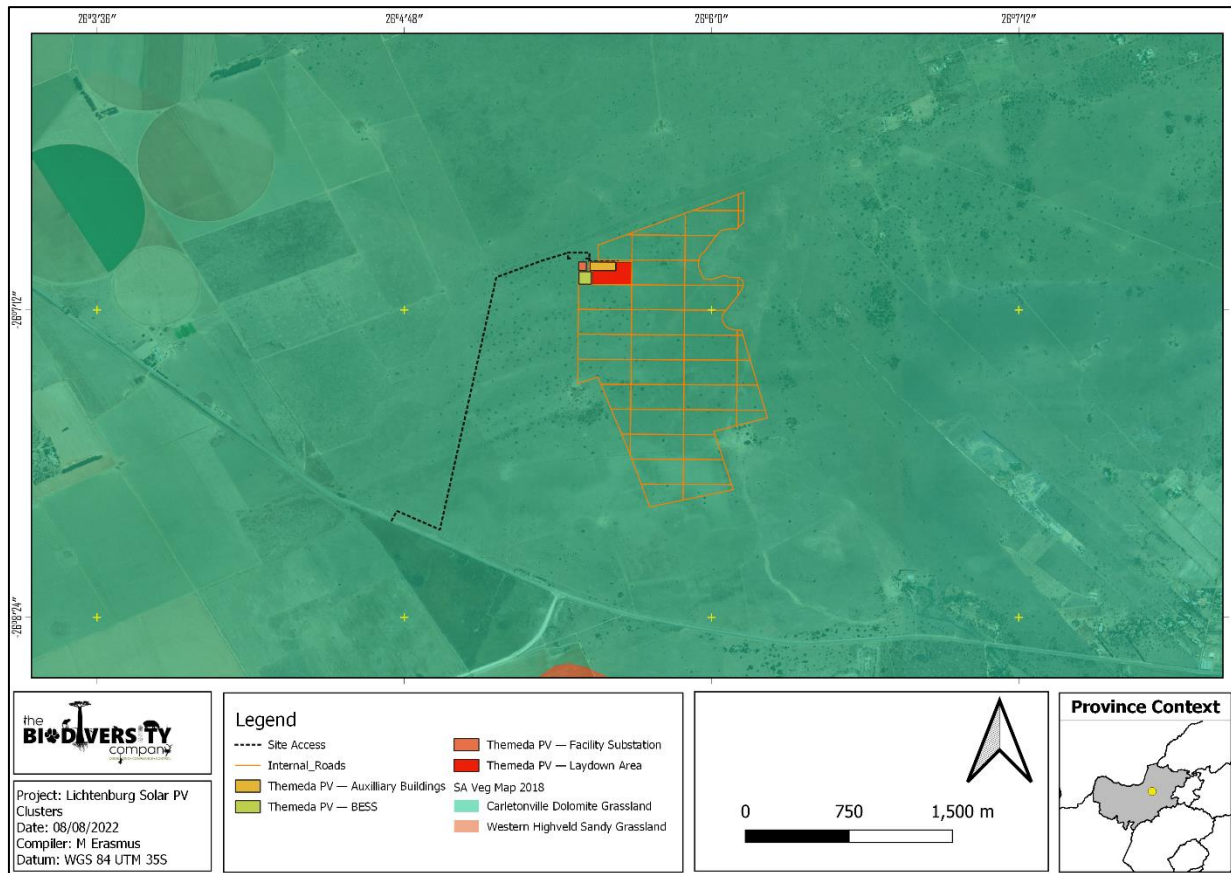 26°3'36" 26°4'48" 26°6'0" 26°7'12"
-26°7'12"
-26°8'24"
the
BIODIVERSITY
company
Project: Lichtenburg Solar PV
Clusters
Date: 08/08/2022
Compiler: M Erasmus
Datum: WGS 84 UTM 35S
Legend
Site Access
Internal_Roads
Themeda PV — Auxilliary Buildings
Themeda PV — BESS
Themeda PV — Facility Substation
Themeda PV — Laydown Area
SA Veg Map 2018
Carletonville Dolomite Grassland
Western Highveld Sandy Grassland
0 750 1,500 m
Province Context